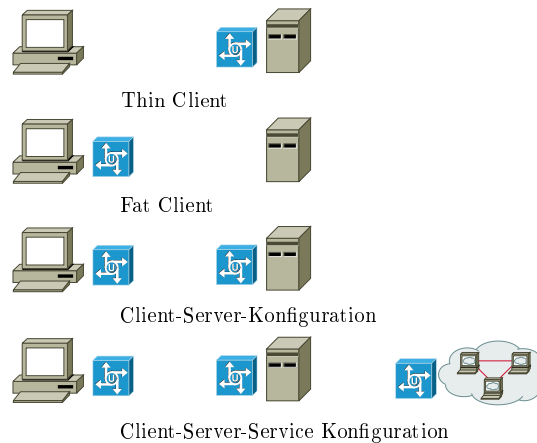 Thin Client
Fat Client
Client-Server-Konfiguration
Client-Server-Service Konfiguration